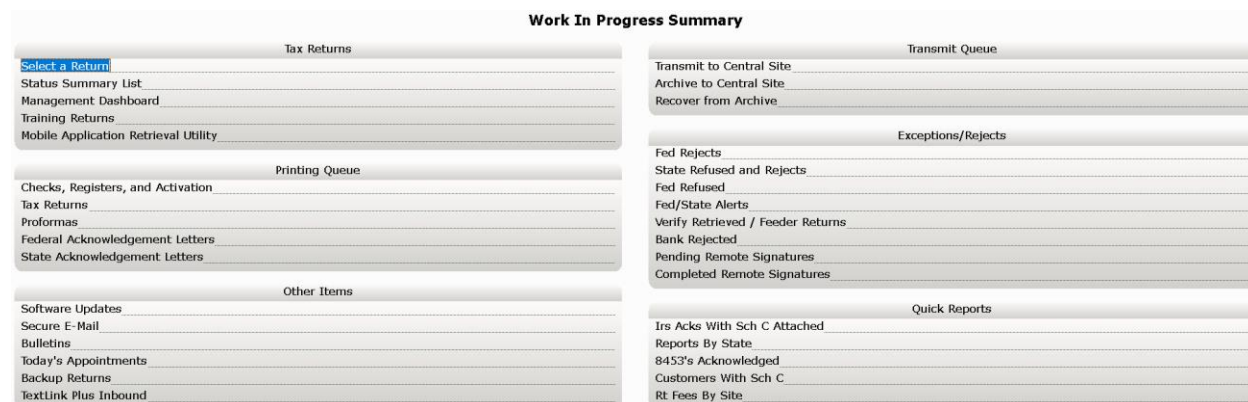 Work In Progress Summary
Tax Returns
Select a Return
Status Summary List
Management Dashboard
Training Returns
Mobile Application Retrieval Utility
Printing Queue
Checks, Registers, and Activation
Tax Returns
Proformas
Federal Acknowledgement Letters
State Acknowledgement Letters
Other Items
Software Updates
Secure E-Mail
Bulletins
Today's Appointments
Backup Returns
TextLink Plus Inbound
Transmit Queue
Transmit to Central Site
Archive to Central Site
Recover from Archive
Exceptions/Rejects
Fed Rejects
State Refused and Rejects
Fed Refused
Fed/State Alerts
Verify Retrieved / Feeder Returns
Bank Rejected
Pending Remote Signatures
Completed Remote Signatures
Quick Reports
Irs Acks With Sch C Attached
Reports By State
8453's Acknowledged
Customers With Sch C
Rt Fees By Site